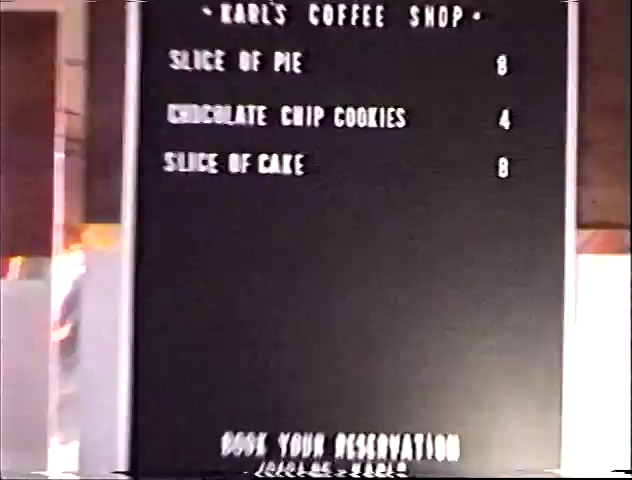 - KARL'S COFFEE SHOP -
SLICE OF PIE 8
CHOCOLATE CHIP COOKIES 4
SLICE OF CAKE 8
BOOK YOUR RESERVATION